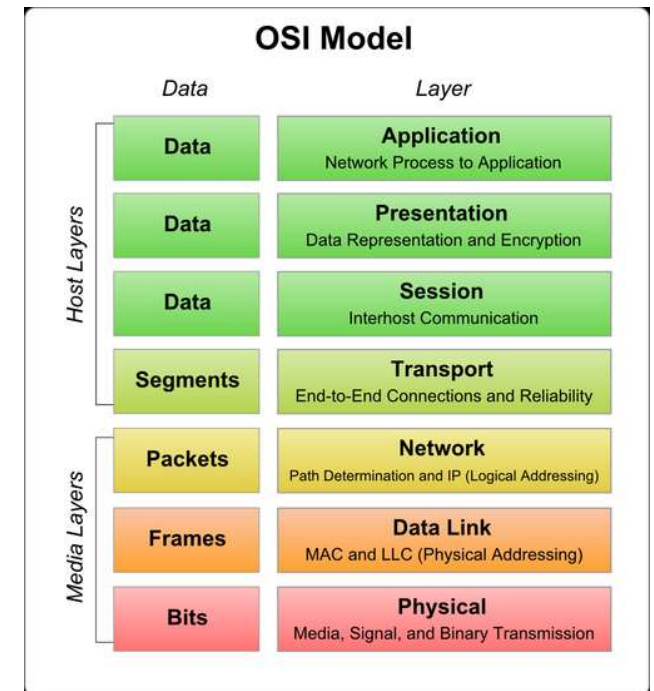 OSI Model
Data Layer
Host Layers
Data
Application
Network Process to Application
Data
Presentation
Data Representation and Encryption
Data
Session
Interhost Communication
Segments
Transport
End-to-End Connections and Reliability
Media Layers
Packets
Network
Path Determination and IP (Logical Addressing)
Frames
Data Link
MAC and LLC (Physical Addressing)
Bits
Physical
Media, Signal, and Binary Transmission